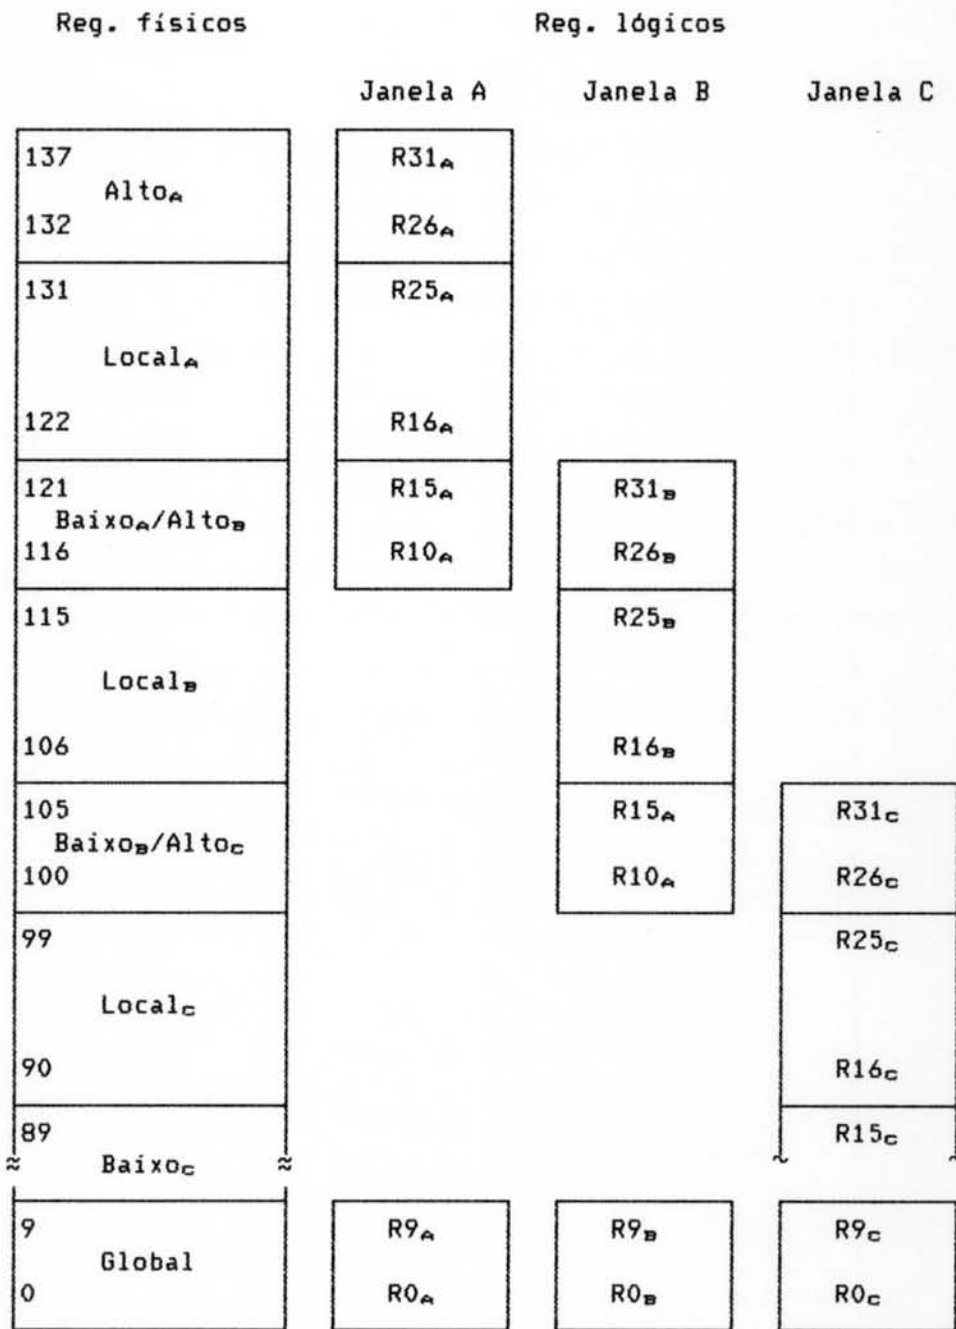 Reg. físicos Reg. lógicos
Janela A Janela B Janela C
137 R31A
AltoA
132 R26A
131 R25A
LocalA
122 R16A
121 R15A R31B
BaixoA/AltoB
116 R10A R26B
115 R25B
LocalB
106 R16B
105 R15A R31C
BaixoB/AltoC
100 R10A R26C
99 R25C
LocalC
90 R16C
89 R15C
BaixoC
9 R9A R9B R9C
Global
0 R0A R0B R0C